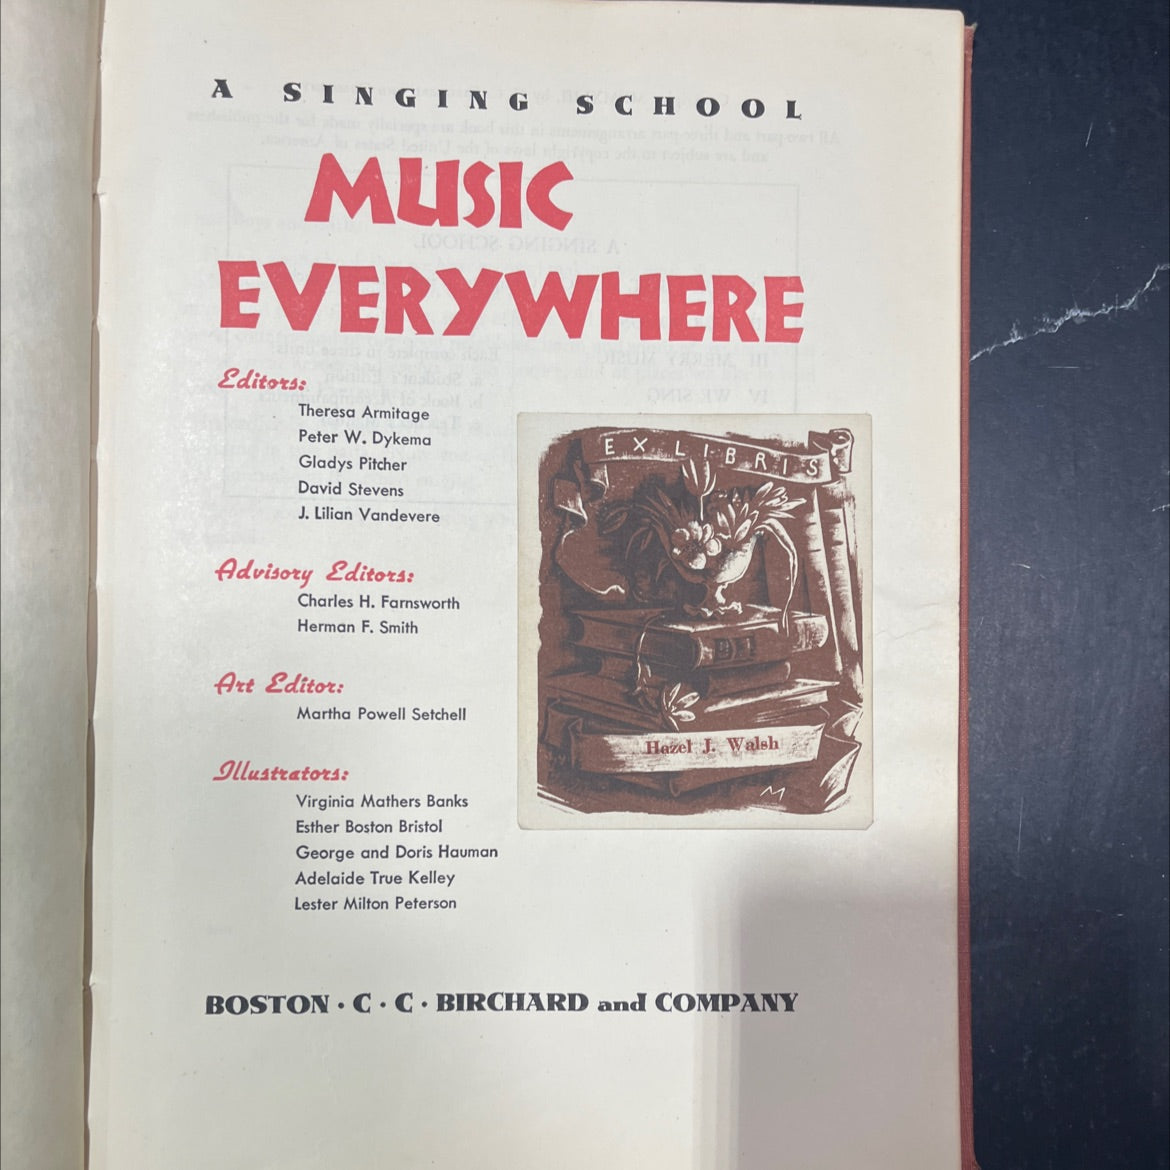 A SINGING SCHOOL
MUSIC
EVERYWHERE
Editors:
Theresa Armitage
Peter W. Dykema
Gladys Pitcher
David Stevens
J. Lilian Vandevere
Advisory Editors:
Charles H. Farnsworth
Herman F. Smith
Art Editor:
Martha Powell Setchell
Illustrators:
Virginia Mathers Banks
Esther Boston Bristol
George and Doris Hauman
Adelaide True Kelley
Lester Milton Peterson
EX LIBRIS
Hazel J. Walsh
M
BOSTON · C · C · BIRCHARD and COMPANY